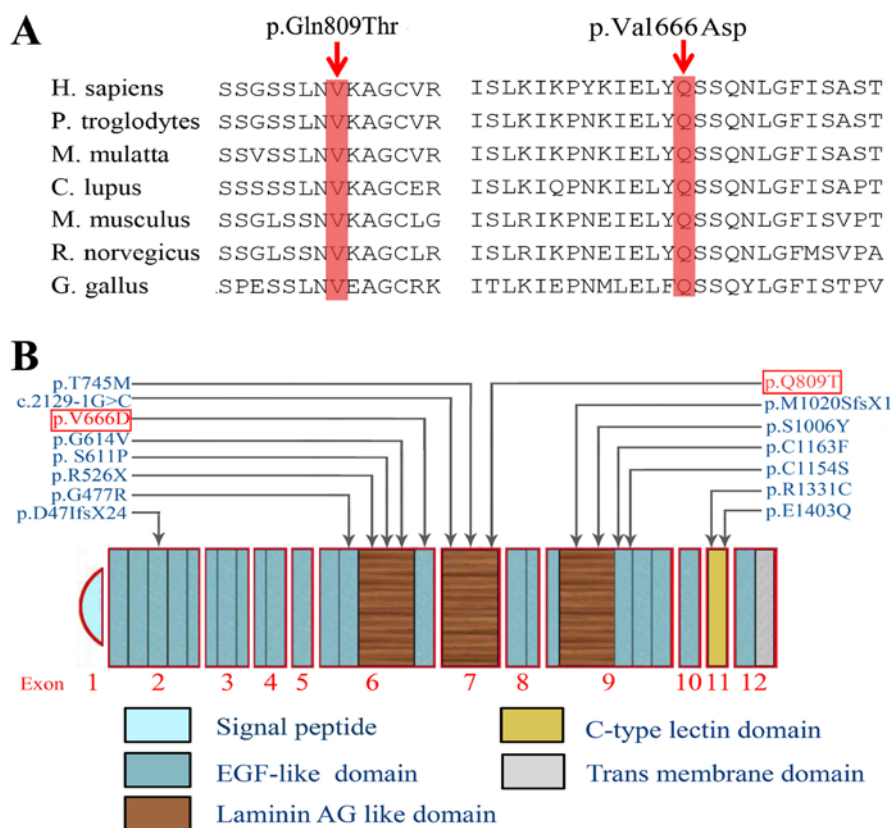 A
p.Gln809Thr p.Val666Asp
H. sapiens SSGSSLNVKAGCVR ISLKIKPYKIELYQSSQNLGFISAST
P. troglodytes SSGSSLNVKAGCVR ISLKIKPNKIELYQSSQNLGFISAST
M. mulatta SSVSSLNVKAGCVR ISLKIKPNKIELYQSSQNLGFISAST
C. lupus SSSSSLNVKAGCER ISLKIQPNKIELYQSSQNLGFISAPT
M. musculus SSGLSSNVKAGCLG ISLRIKPNEIELYQSSQNLGFISVPT
R. norvegicus SSGLSSNVKAGCLR ISLRIKPNEIELYQSSQNLGFMSVPA
G. gallus SPESSLNVEAGCRK ITLKIEPNMLELFQSSQYLGFISTPV
B
p.T745M
c.2129-1G>C
p.V666D
p.G614V
p. S611P
p.R526X
p.G477R
p.D47IfsX24
p.Q809T
p.M1020SfsX1
p.S1006Y
p.C1163F
p.C1154S
p.R1331C
p.E1403Q
Exon 1 2 3 4 5 6 7 8 9 10 11 12
Signal peptide
EGF-like domain
Laminin AG like domain
C-type lectin domain
Trans membrane domain